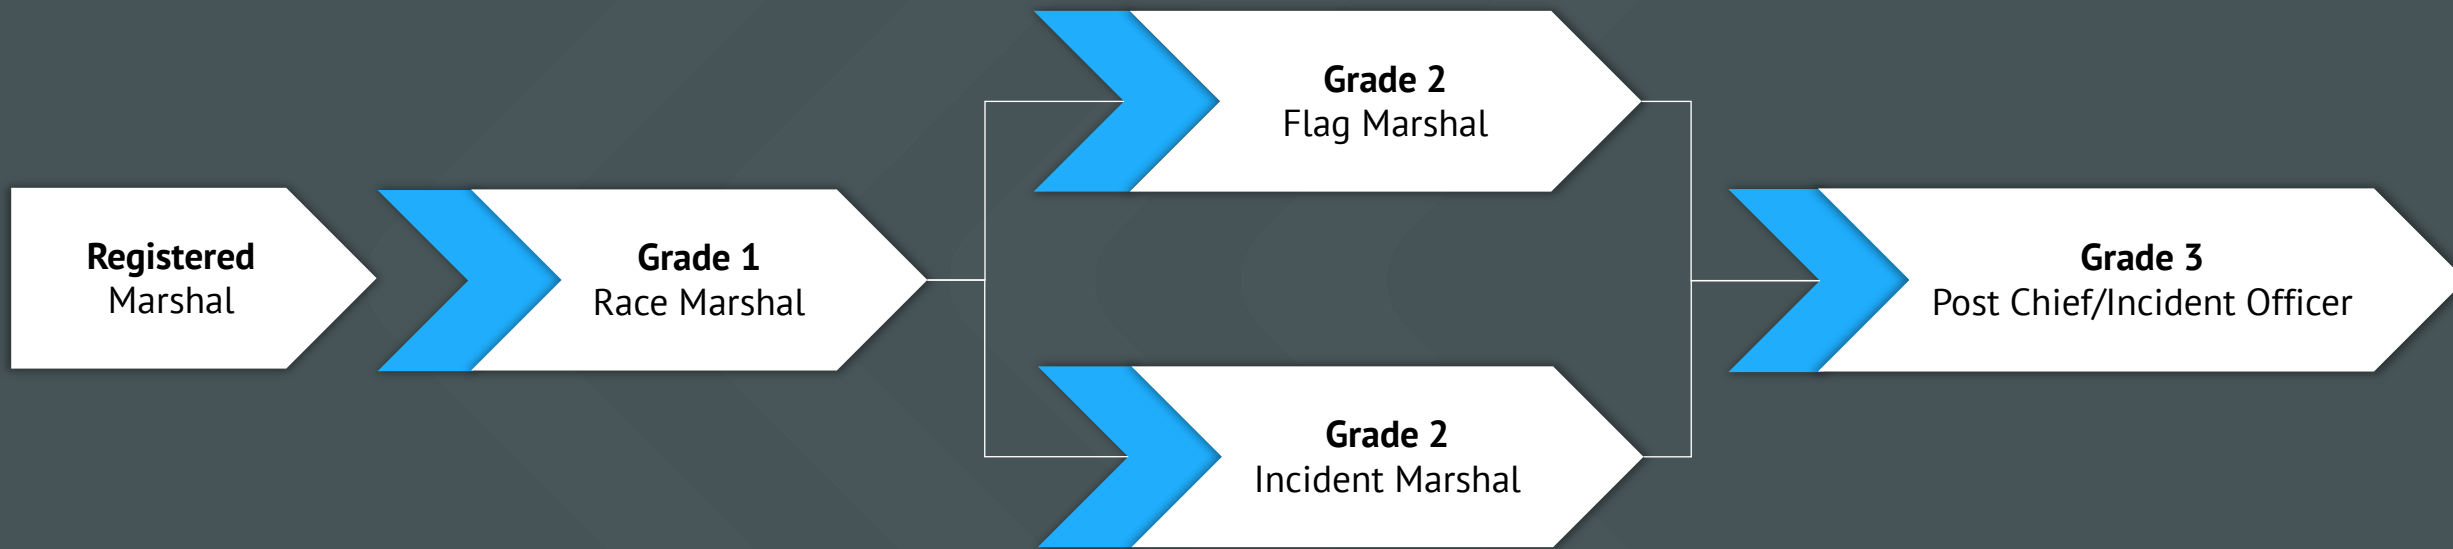 Registered
Marshal
Grade 1
Race Marshal
Grade 2
Flag Marshal
Grade 2
Incident Marshal
Grade 3
Post Chief/Incident Officer